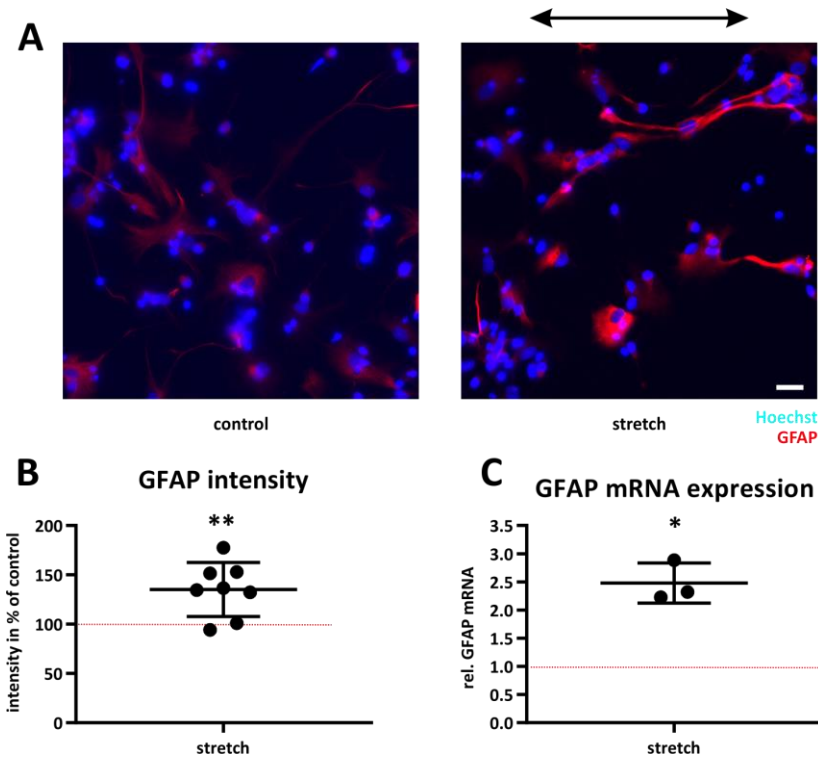 A
control
stretch
Hoechst
GFAP
B
GFAP intensity
**
200
150
100
50
0
intensity in % of control
stretch
C
GFAP mRNA expression
*
3.5
3.0
2.5
2.0
1.5
1.0
0.5
0.0
rel. GFAP mRNA
stretch